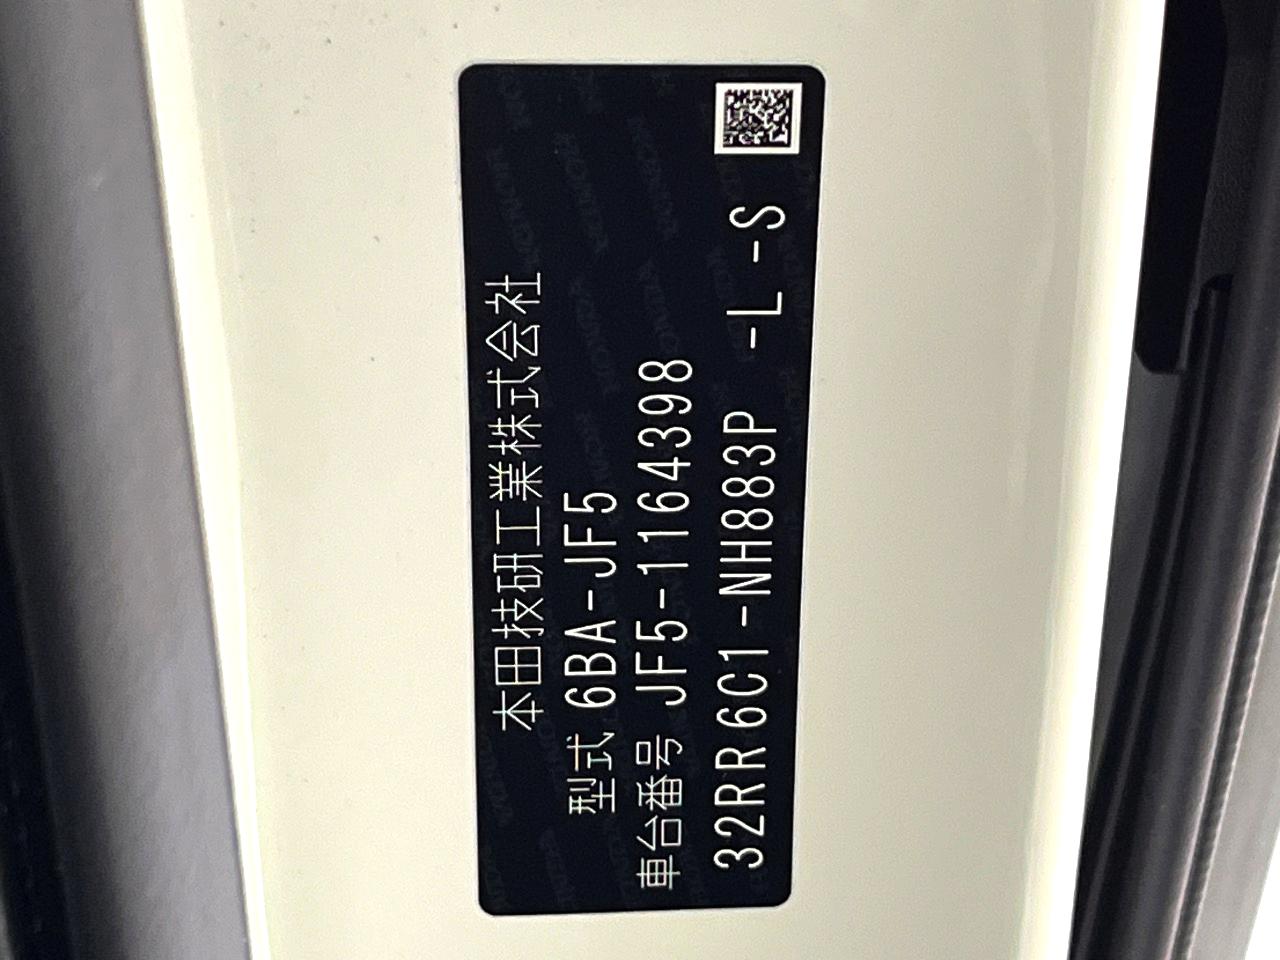 本田技研工業株式会社
型式 6BA-JF5
車台番号 JF5-1164398
32RR6C1-NH883P -L -S